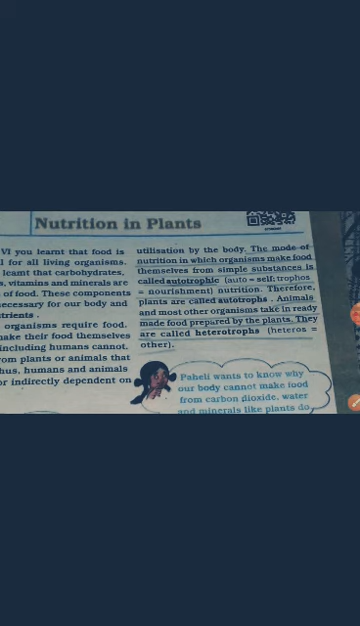 Nutrition in Plants
VI you learnt that food is
l for all living organisms.
learnt that carbohydrates,
s, vitamins and minerals are
of food. These components
necessary for our body and
trients .
organisms require food.
make their food themselves
including humans cannot.
rom plants or animals that
hus, humans and animals
or indirectly dependent on
utilisation by the body. The mode of
nutrition in which organisms make food
themselves from simple substances is
called autotrophic (auto = self; trophos
= nourishment) nutrition. Therefore,
plants are called autotrophs . Animals
and most other organisms take in ready
made food prepared by the plants. They
are called heterotrophs (heteros =
other).
Paheli wants to know why
our body cannot make food
from carbon dioxide, water
and minerals like plants do